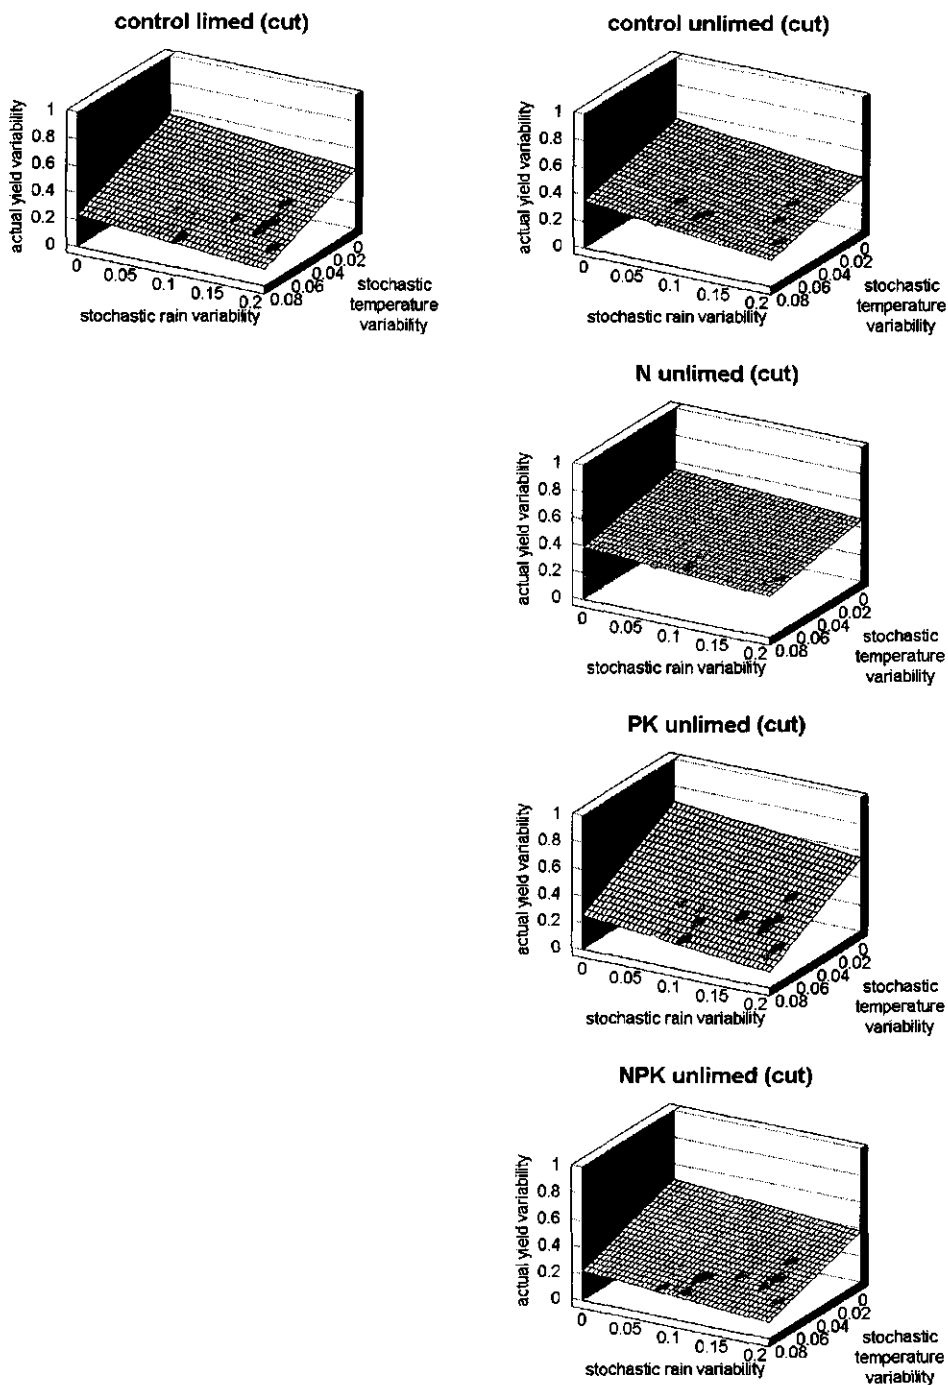 control limed (cut)
actual yield variability
1
0.8
0.6
0.4
0.2
0
0
0.05
0.1
0.15
0.2
stochastic rain variability
0
0.02
0.04
0.06
0.08
stochastic
temperature
variability
control unlimed (cut)
actual yield variability
1
0.8
0.6
0.4
0.2
0
0
0.05
0.1
0.15
0.2
stochastic rain variability
0
0.02
0.04
0.06
0.08
stochastic
temperature
variability
N unlimed (cut)
actual yield variability
1
0.8
0.6
0.4
0.2
0
0
0.05
0.1
0.15
0.2
stochastic rain variability
0
0.02
0.04
0.06
0.08
stochastic
temperature
variability
PK unlimed (cut)
actual yield variability
1
0.8
0.6
0.4
0.2
0
0
0.05
0.1
0.15
0.2
stochastic rain variability
0
0.02
0.04
0.06
0.08
stochastic
temperature
variability
NPK unlimed (cut)
actual yield variability
1
0.8
0.6
0.4
0.2
0
0
0.05
0.1
0.15
0.2
stochastic rain variability
0
0.02
0.04
0.06
0.08
stochastic
temperature
variability